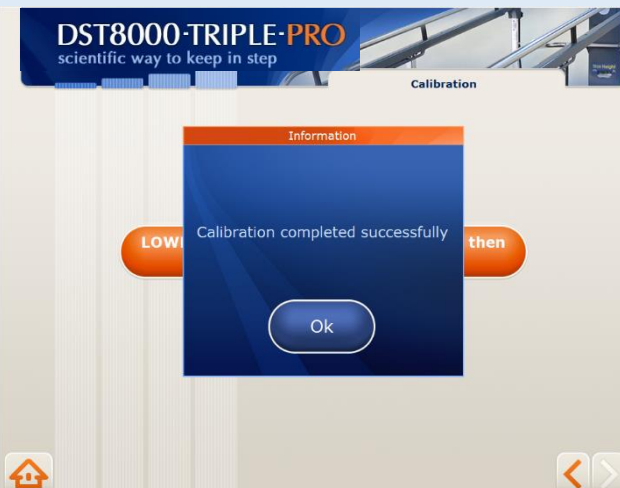 DST8000-TRIPLE-PRO
scientific way to keep in step
Calibration
Information
Calibration completed successfully
then
Ok